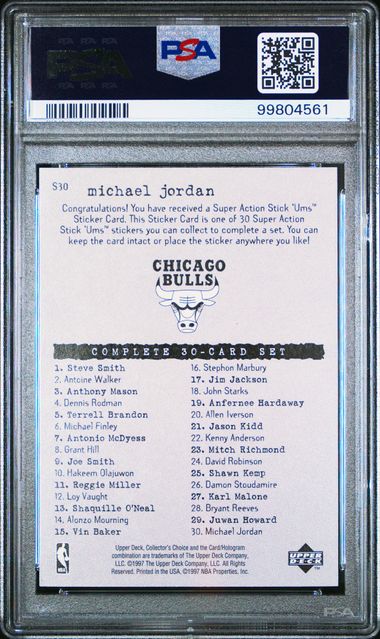 PSA
PSA PSA PSA
PSA
99804561
S30 michael jordan
Congratulations! You have received a Super Action Stick 'Ums™
Sticker Card. This Sticker Card is one of 30 Super Action
Stick 'Ums™ stickers you can collect to complete a set. You can
keep the card intact or place the sticker anywhere you like!
CHICAGO
BULLS
COMPLETE 30-CARD SET
1. Steve Smith
2. Antoine Walker
3. Anthony Mason
4. Dennis Rodman
5. Terrell Brandon
6. Michael Finley
7. Antonio McDyess
8. Grant Hill
9. Joe Smith
10. Hakeem Olajuwon
11. Reggie Miller
12. Loy Vaught
13. Shaquille O'Neal
14. Alonzo Mourning
15. Vin Baker
16. Stephon Marbury
17. Jim Jackson
18. John Starks
19. Anfernee Hardaway
20. Allen Iverson
21. Jason Kidd
22. Kenny Anderson
23. Mitch Richmond
24. David Robinson
25. Shawn Kemp
26. Damon Stoudamire
27. Karl Malone
28. Bryant Reeves
29. Juwan Howard
30. Michael Jordan
NBA
Upper Deck, Collector's Choice and the Card/Hologram
combination are trademarks of The Upper Deck Company,
LLC. ©1997 The Upper Deck Company, LLC. All Rights
Reserved. Printed in the USA. ©1997 NBA Properties, Inc.
UPPER
DECK
™
PSA